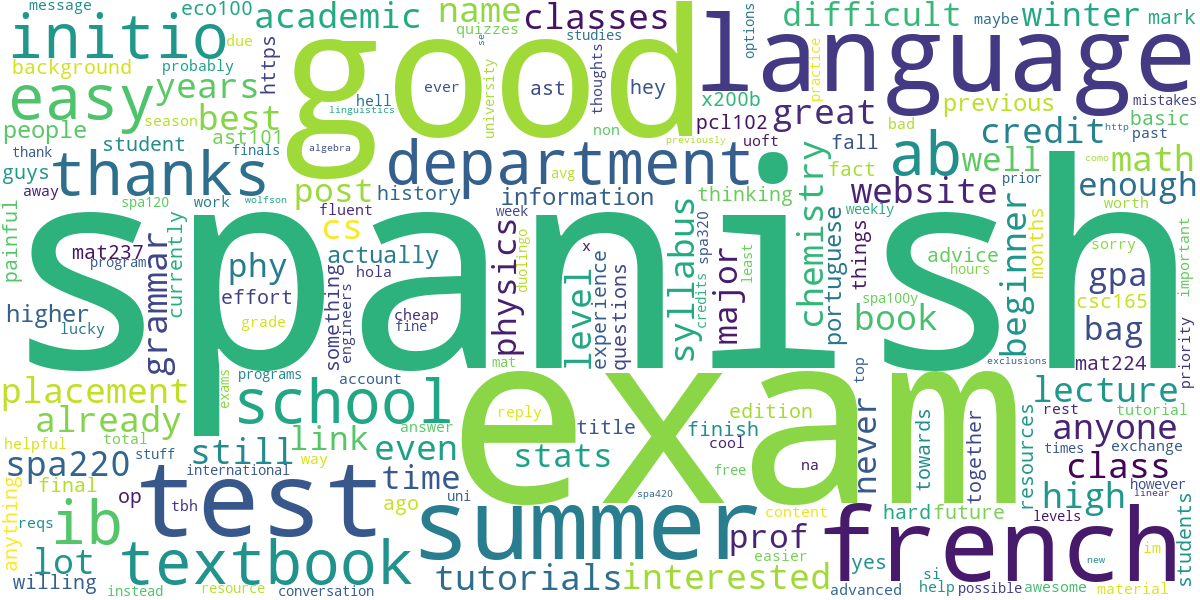 message
eco100
academic
name
classes
difficult
winter
mark
initio
good
language
quizzes
studies
se
options
maybe
due
background
probably
https
years
easy
best
season
hell
linguistics
ever
ast
thoughts
hey
university
x200b
practice
previous
mistakes
people
ast101
student
finals
algebra
non
previously
pcl102
uoft
great
bad
basic
credit
http
past
thank
guys
away
thanks
department
avg
fall
fact
ab
well
como
math
post
history
information
thinking
website
prior
enough
worth
spa120
work
wolfson
painful
currently
fluent
week
spanish
mat237
program
grammar
cs
actually
phy
hola
something
engineers
effort
grade
cheap
fine
physics
duolingo
x
level
experience
questions
syllabus
spa320
credits
major
least
chemistry
portuguese
weekly
things
spa100y
book
advice
hours
beginner
months
sorry
gpa
csc165
bag
important
higher
lucky
mat
exclusions
mat224
priority
placement
exams
programs
account
school
already
exam
reply
title
edition
finish
cool
top
lecture
rest
tutorial
anyone
helpful
total
stuff
still
link
answer
even
way
stats
free
na
never
towards
together
resources
times
exchange
class
however
linear
spa220
final
op
international
tbh
test
time
ago
uni
spa420
summer
prof
content
easier
hard
future
high
levels
students
anything
reqs
ib
lot
textbook
french
yes
new
im
willing
instead
resource
conversation
tutorials
interested
advanced
si
help
possible
awesome
material